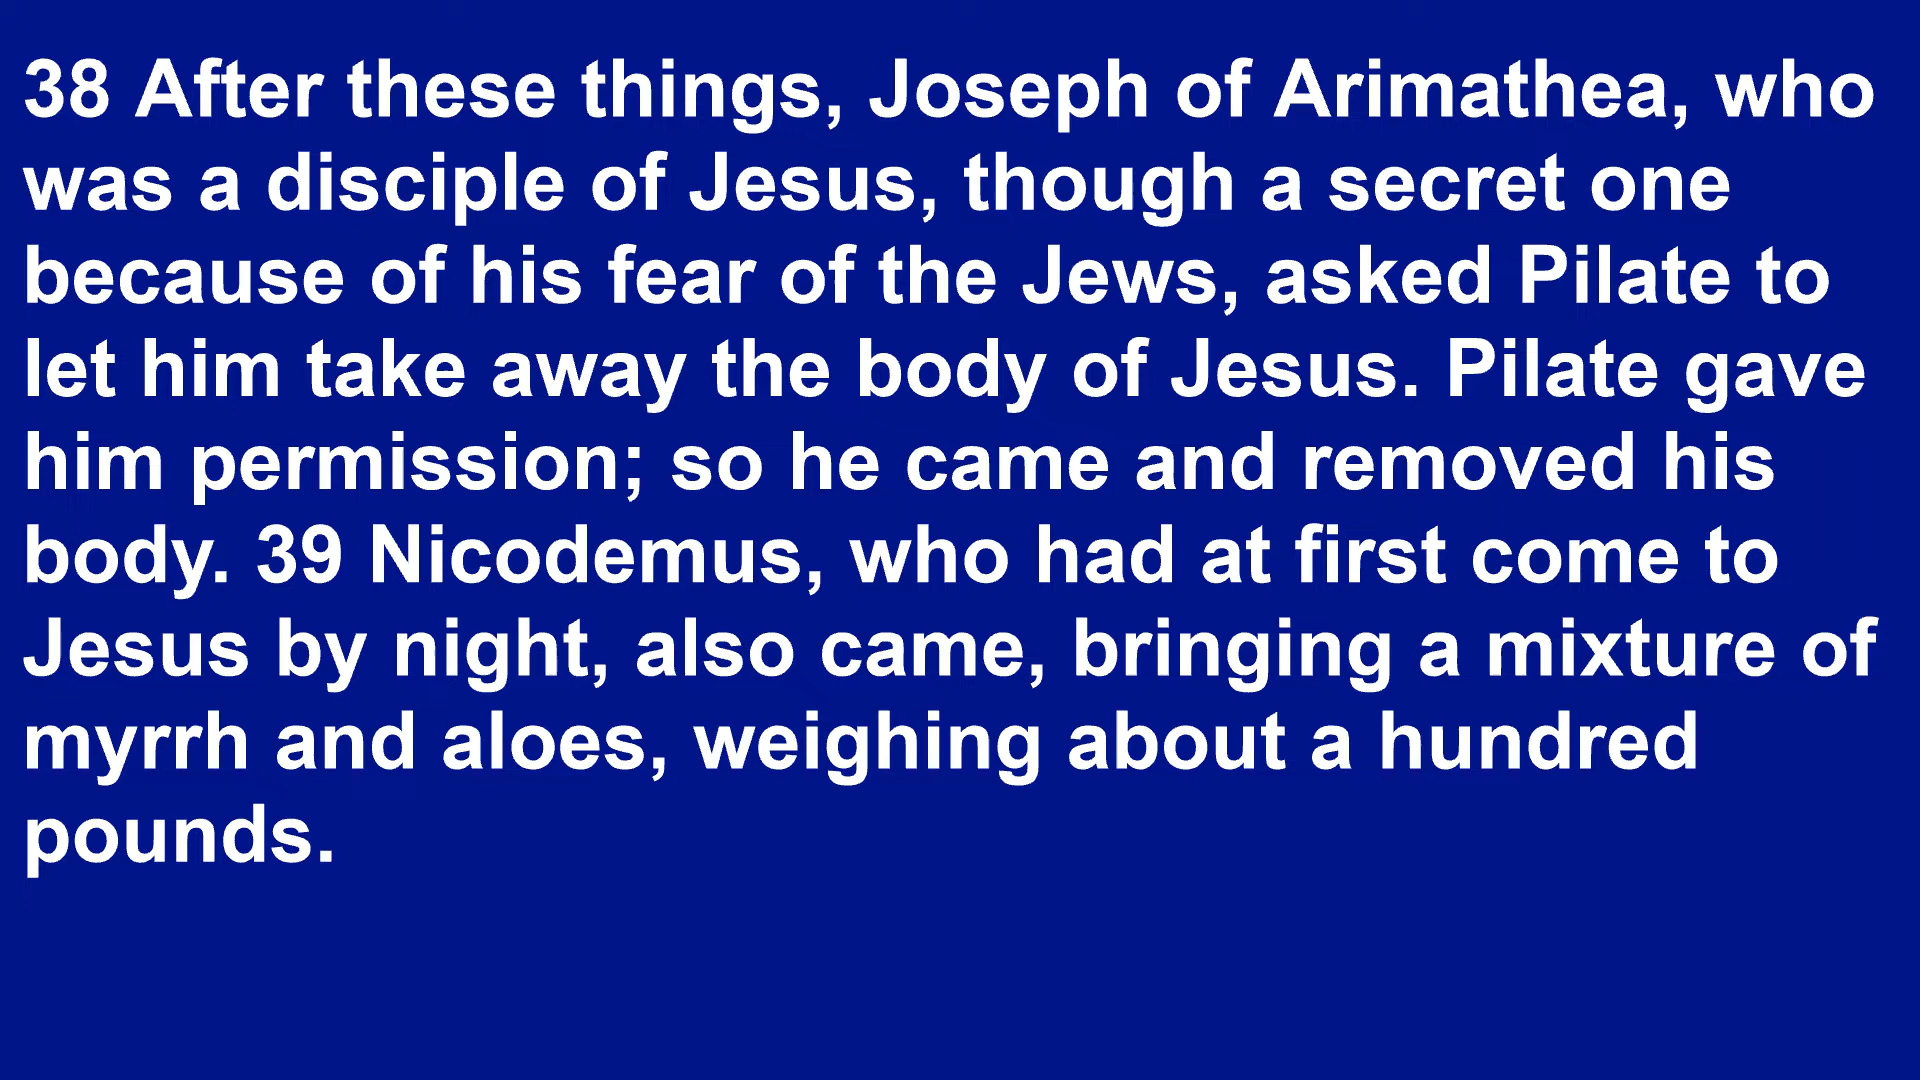 38 After these things, Joseph of Arimathea, who
was a disciple of Jesus, though a secret one
because of his fear of the Jews, asked Pilate to
let him take away the body of Jesus. Pilate gave
him permission; so he came and removed his
body. 39 Nicodemus, who had at first come to
Jesus by night, also came, bringing a mixture of
myrrh and aloes, weighing about a hundred
pounds.